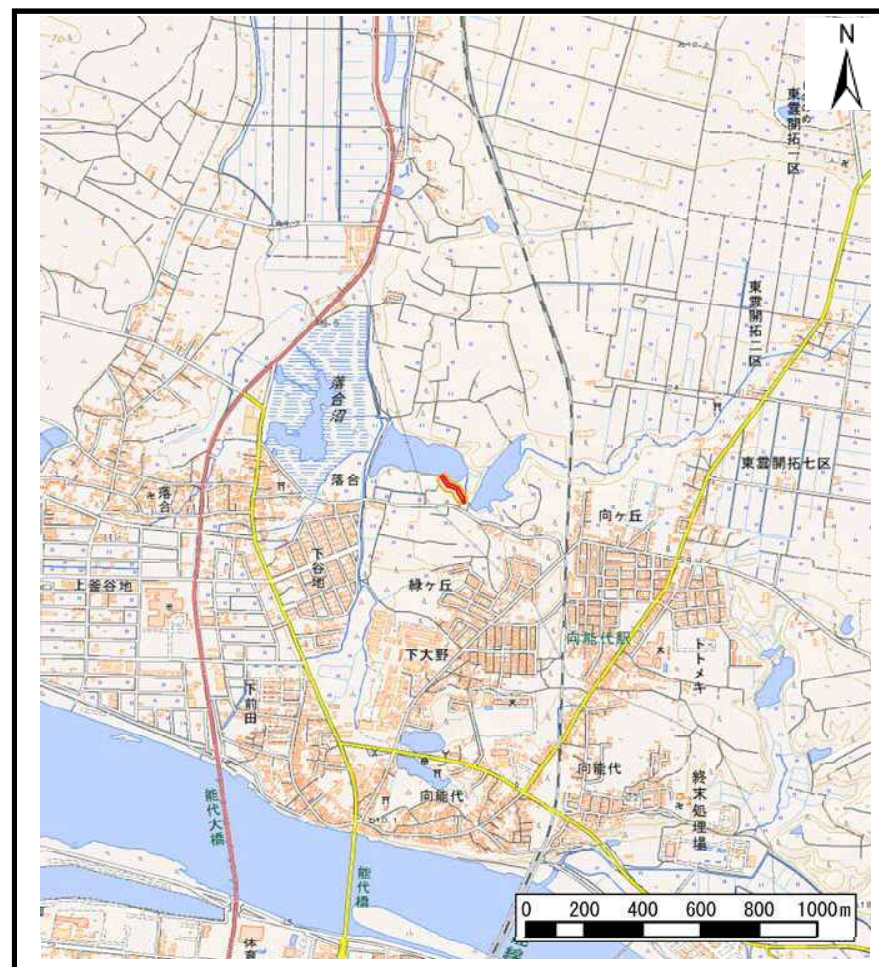 N
東雲開拓一区
東雲開拓二区
落合沼
落合
落合
東雲開拓七区
向ヶ丘
下谷地
上釜谷地
緑ヶ丘
向能代駅
下大野
トトメキ
下前田
向能代
向能代
終末処理場
能代大橋
能代橋
0 200 400 600 800 1000m